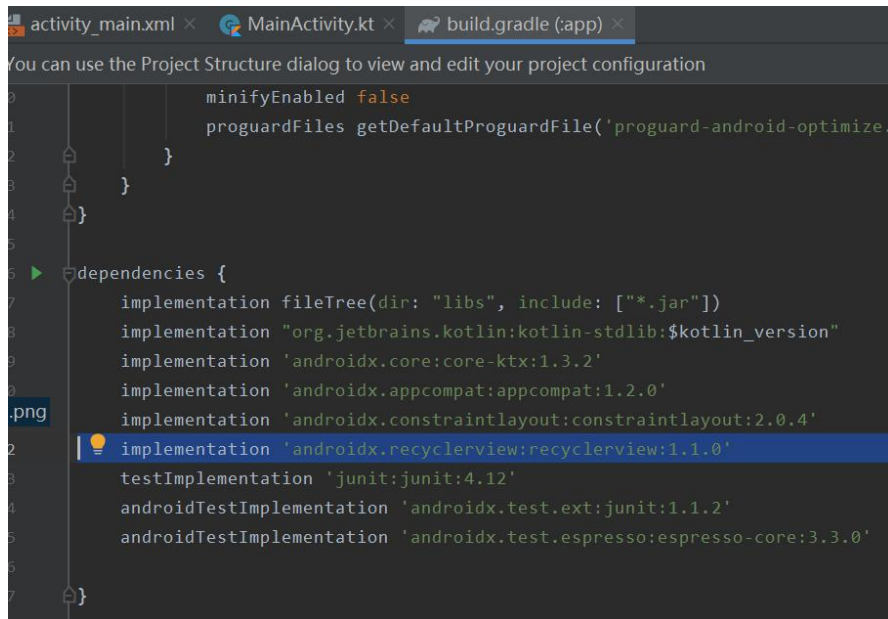 activity_main.xml × MainActivity.kt × build.gradle (:app) ×
You can use the Project Structure dialog to view and edit your project configuration
minifyEnabled false
proguardFiles getDefaultProguardFile('proguard-android-optimize.
}
}
}
dependencies {
implementation fileTree(dir: "libs", include: ["*.jar"])
implementation "org.jetbrains.kotlin:kotlin-stdlib:$kotlin_version"
implementation 'androidx.core:core-ktx:1.3.2'
implementation 'androidx.appcompat:appcompat:1.2.0'
.png
implementation 'androidx.constraintlayout:constraintlayout:2.0.4'
implementation 'androidx.recyclerview:recyclerview:1.1.0'
testImplementation 'junit:junit:4.12'
androidTestImplementation 'androidx.test.ext:junit:1.1.2'
androidTestImplementation 'androidx.test.espresso:espresso-core:3.3.0'
}